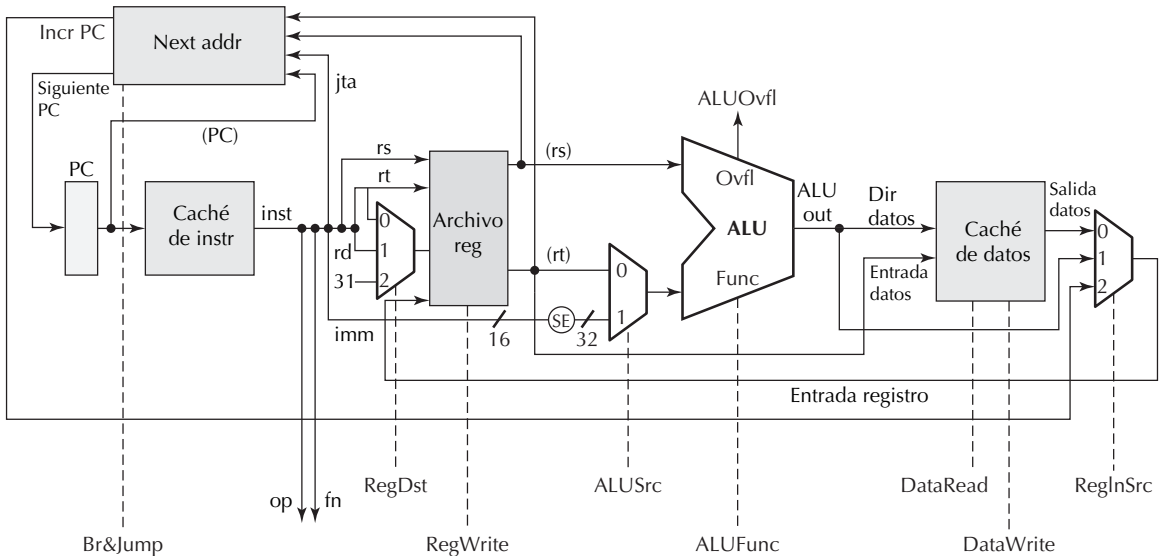 Incr PC
Next addr
Siguiente
PC
jta
(PC)
ALUOvfl
PC
rs
rt
(rs)
Ovfl
ALU
out
Dir
datos
Salida
datos
Caché
de instr
inst
0
rd
1
31
2
Archivo
reg
(rt)
ALU
Func
0
1
Entrada
datos
Caché
de datos
0
1
2
imm
16
SE
32
Entrada registro
op
fn
RegDst
ALUSrc
DataRead
RegInSrc
Br&Jump
RegWrite
ALUFunc
DataWrite